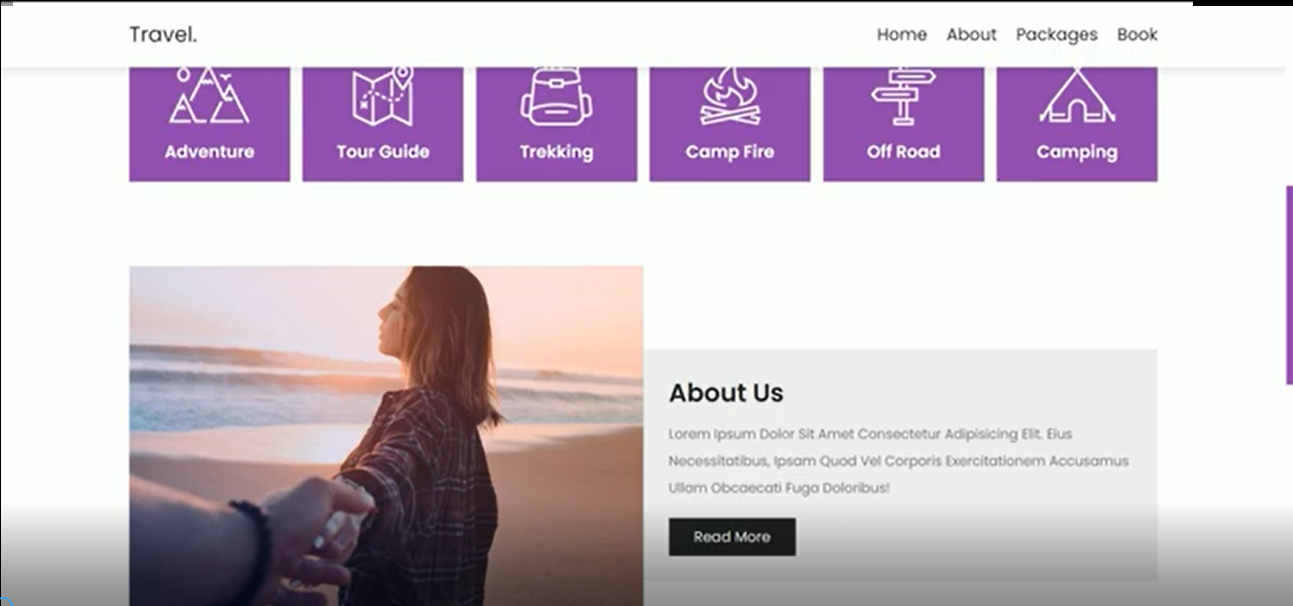 Travel.
Home About Packages Book
Adventure Tour Guide Trekking Camp Fire Off Road Camping
About Us
Lorem Ipsum Dolor Sit Amet Consectetur Adipisicing Elit. Eius
Necessitatibus, Ipsam Quod Vel Corporis Exercitationem Accusamus
Ullam Obcaecati Fuga Doloribus!
Read More